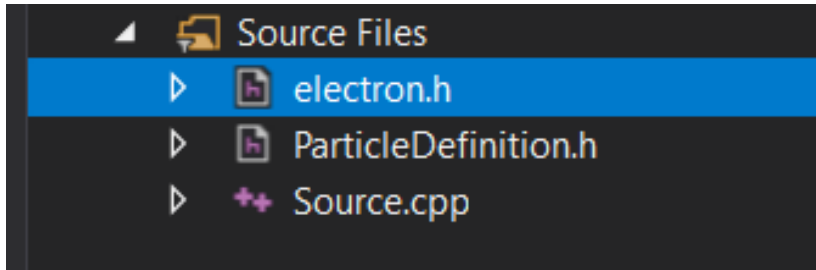 Source Files
electron.h
ParticleDefinition.h
Source.cpp